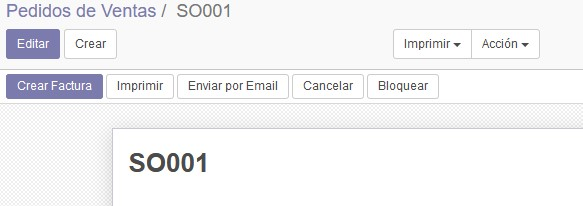 Pedidos de Ventas / SO001
Editar Crear Imprimir Acción
Crear Factura Imprimir Enviar por Email Cancelar Bloquear
SO001